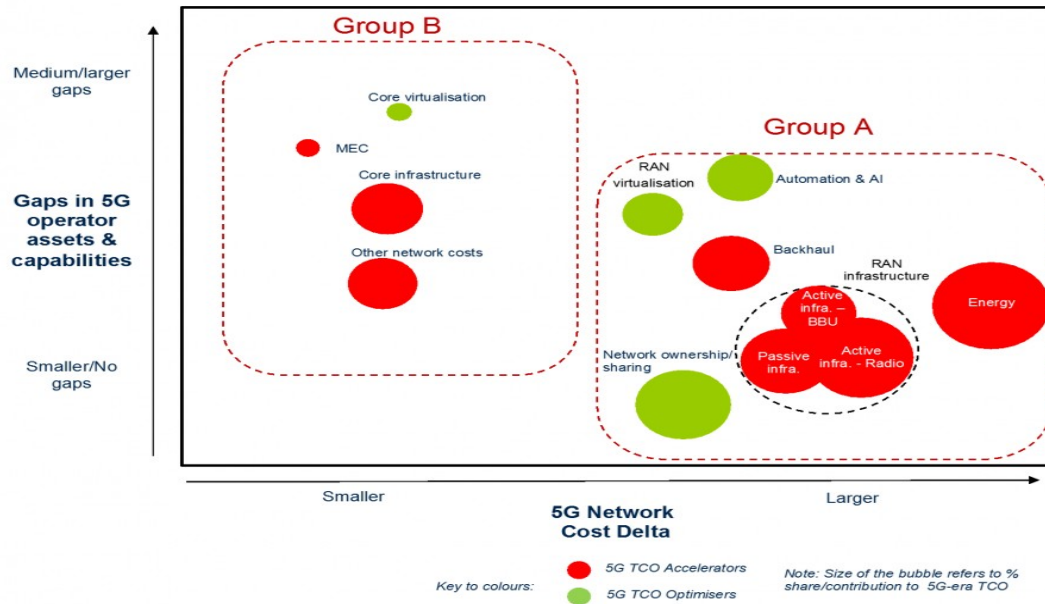 Group B
Medium/larger
gaps
Core virtualisation
MEC
Group A
Core infrastructure
RAN
virtualisation
Automation & AI
Gaps in 5G
operator
assets &
capabilities
Other network costs
Backhaul
RAN
infrastructure
Active
infra. –
BBU
Energy
Smaller/No
gaps
Network ownership/
sharing
Passive
infra.
Active
infra. - Radio
Smaller
Larger
5G Network
Cost Delta
Key to colours:
5G TCO Accelerators
5G TCO Optimisers
Note: Size of the bubble refers to %
share/contribution to 5G-era TCO